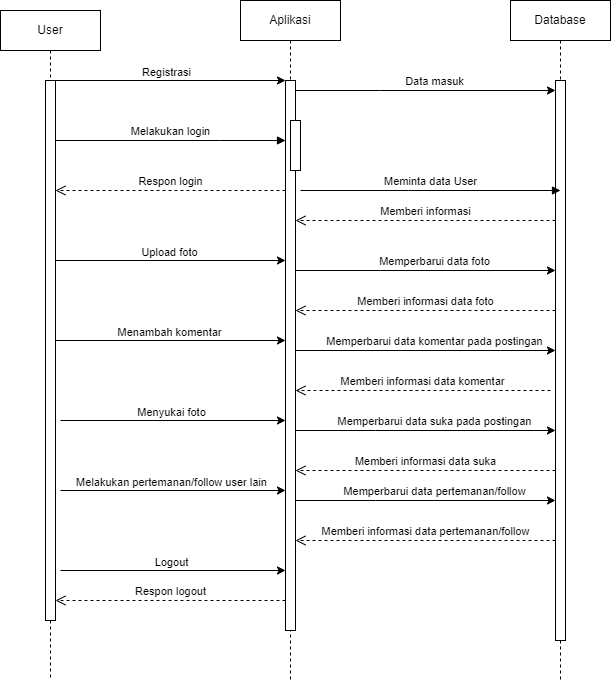 User
Aplikasi
Database
Registrasi
Data masuk
Melakukan login
Respon login
Meminta data User
Memberi informasi
Upload foto
Memperbarui data foto
Memberi informasi data foto
Menambah komentar
Memperbarui data komentar pada postingan
Memberi informasi data komentar
Menyukai foto
Memperbarui data suka pada postingan
Memberi informasi data suka
Melakukan pertemanan/follow user lain
Memperbarui data pertemanan/follow
Memberi informasi data pertemanan/follow
Logout
Respon logout